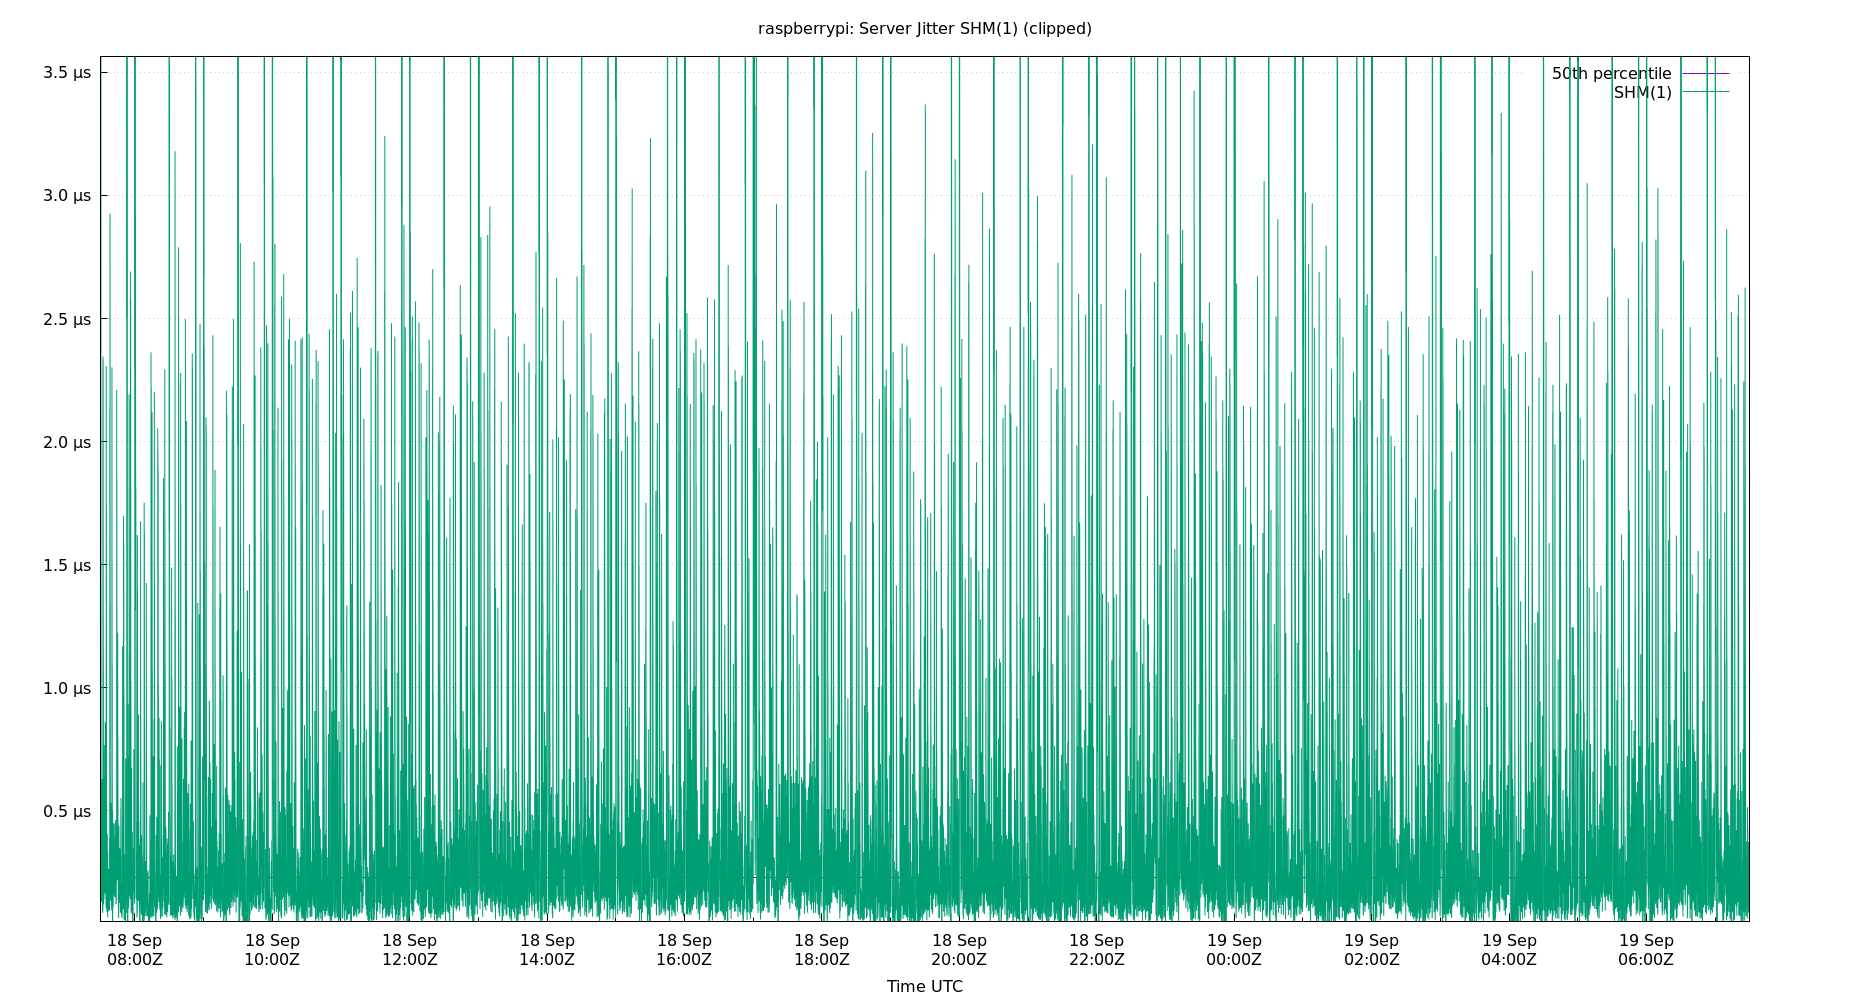 raspberrypi: Server Jitter SHM(1) (clipped)
3.5 µs
3.0 µs
2.5 µs
2.0 µs
1.5 µs
1.0 µs
0.5 µs
50th percentile
SHM(1)
18 Sep 18 Sep 18 Sep 18 Sep 18 Sep 18 Sep 18 Sep 18 Sep 19 Sep 19 Sep 19 Sep 19 Sep
08:00Z 10:00Z 12:00Z 14:00Z 16:00Z 18:00Z 20:00Z 22:00Z 00:00Z 02:00Z 04:00Z 06:00Z
Time UTC